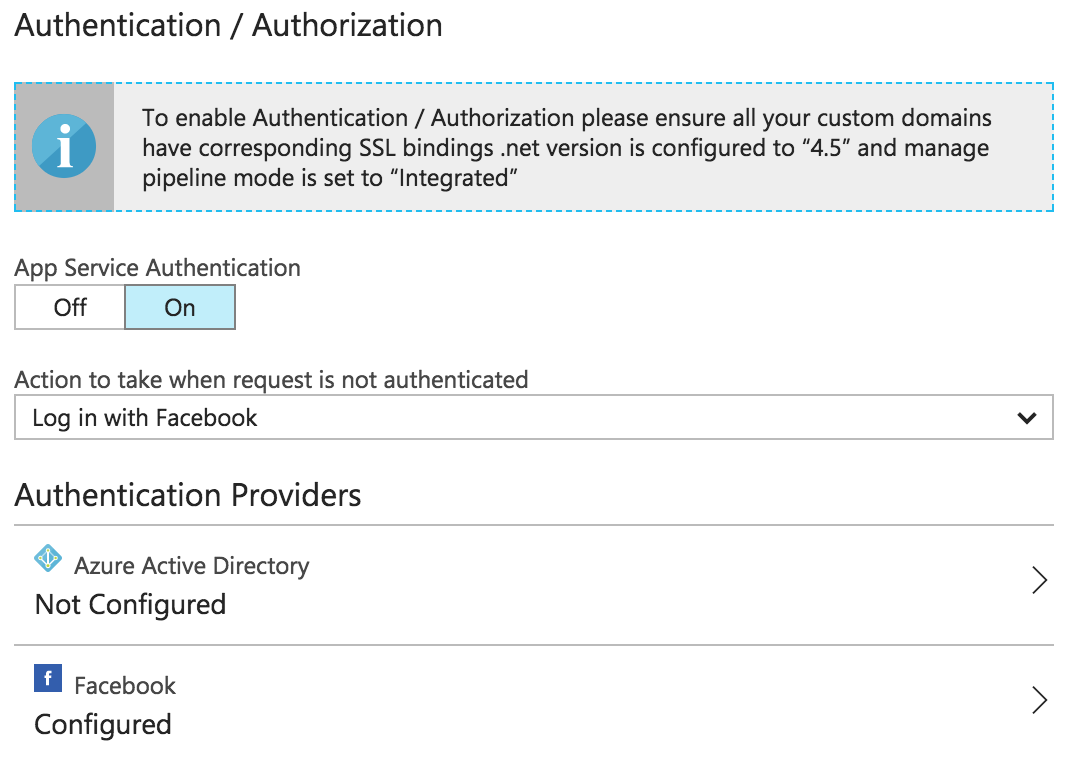 Authentication / Authorization
To enable Authentication / Authorization please ensure all your custom domains
have corresponding SSL bindings .net version is configured to “4.5” and manage
pipeline mode is set to “Integrated”
App Service Authentication
Off On
Action to take when request is not authenticated
Log in with Facebook
Authentication Providers
Azure Active Directory
Not Configured
Facebook
Configured